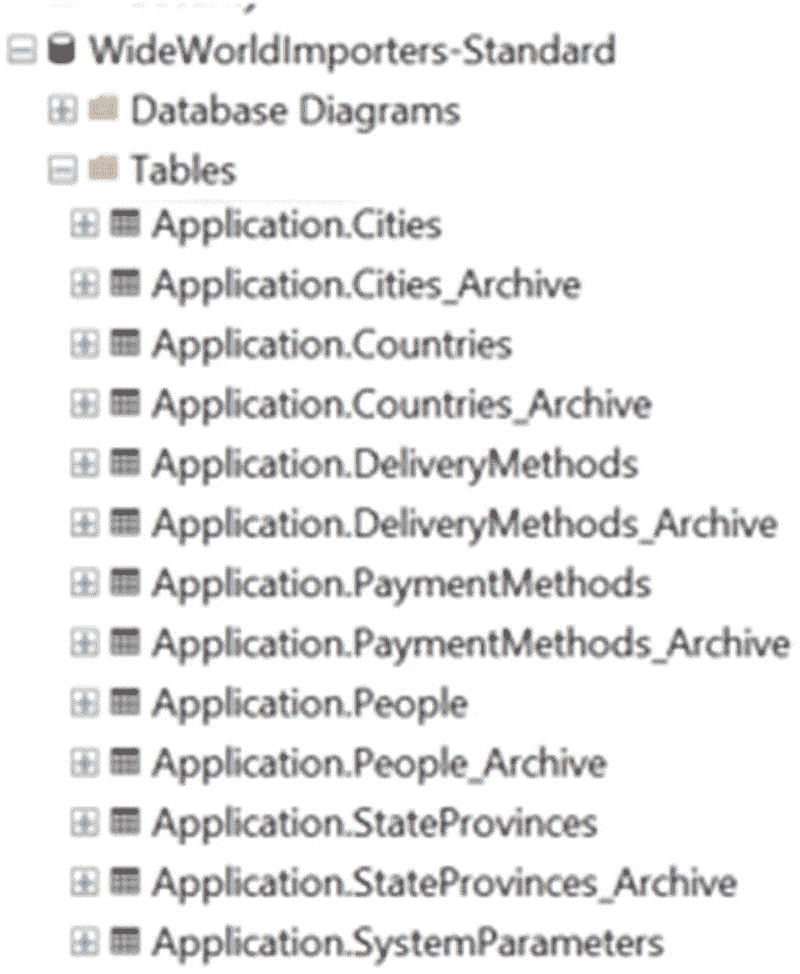 WideWorldImporters-Standard
Database Diagrams
Tables
Application.Cities
Application.Cities_Archive
Application.Countries
Application.Countries_Archive
Application.DeliveryMethods
Application.DeliveryMethods_Archive
Application.PaymentMethods
Application.PaymentMethods_Archive
Application.People
Application.People_Archive
Application.StateProvinces
Application.StateProvinces_Archive
Application.SystemParameters